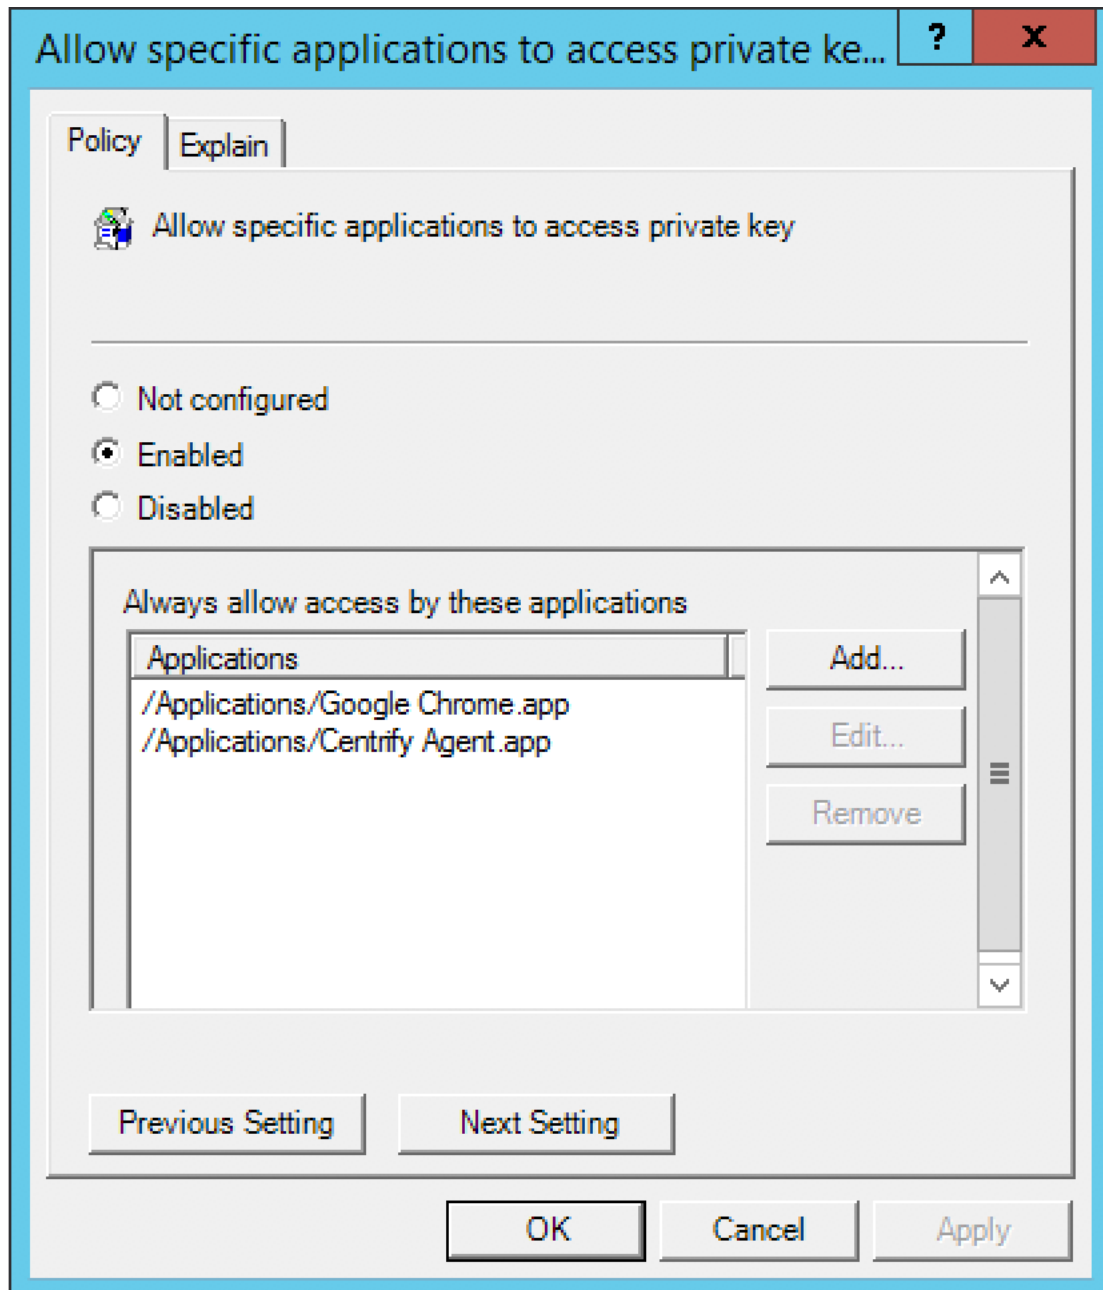 Allow specific applications to access private ke...
?
x
Policy
Explain
Allow specific applications to access private key
Not configured
Enabled
Disabled
Always allow access by these applications
Applications
/Applications/Google Chrome.app
/Applications/Centrify Agent.app
Add...
Edit...
Remove
Previous Setting
Next Setting
OK
Cancel
Apply